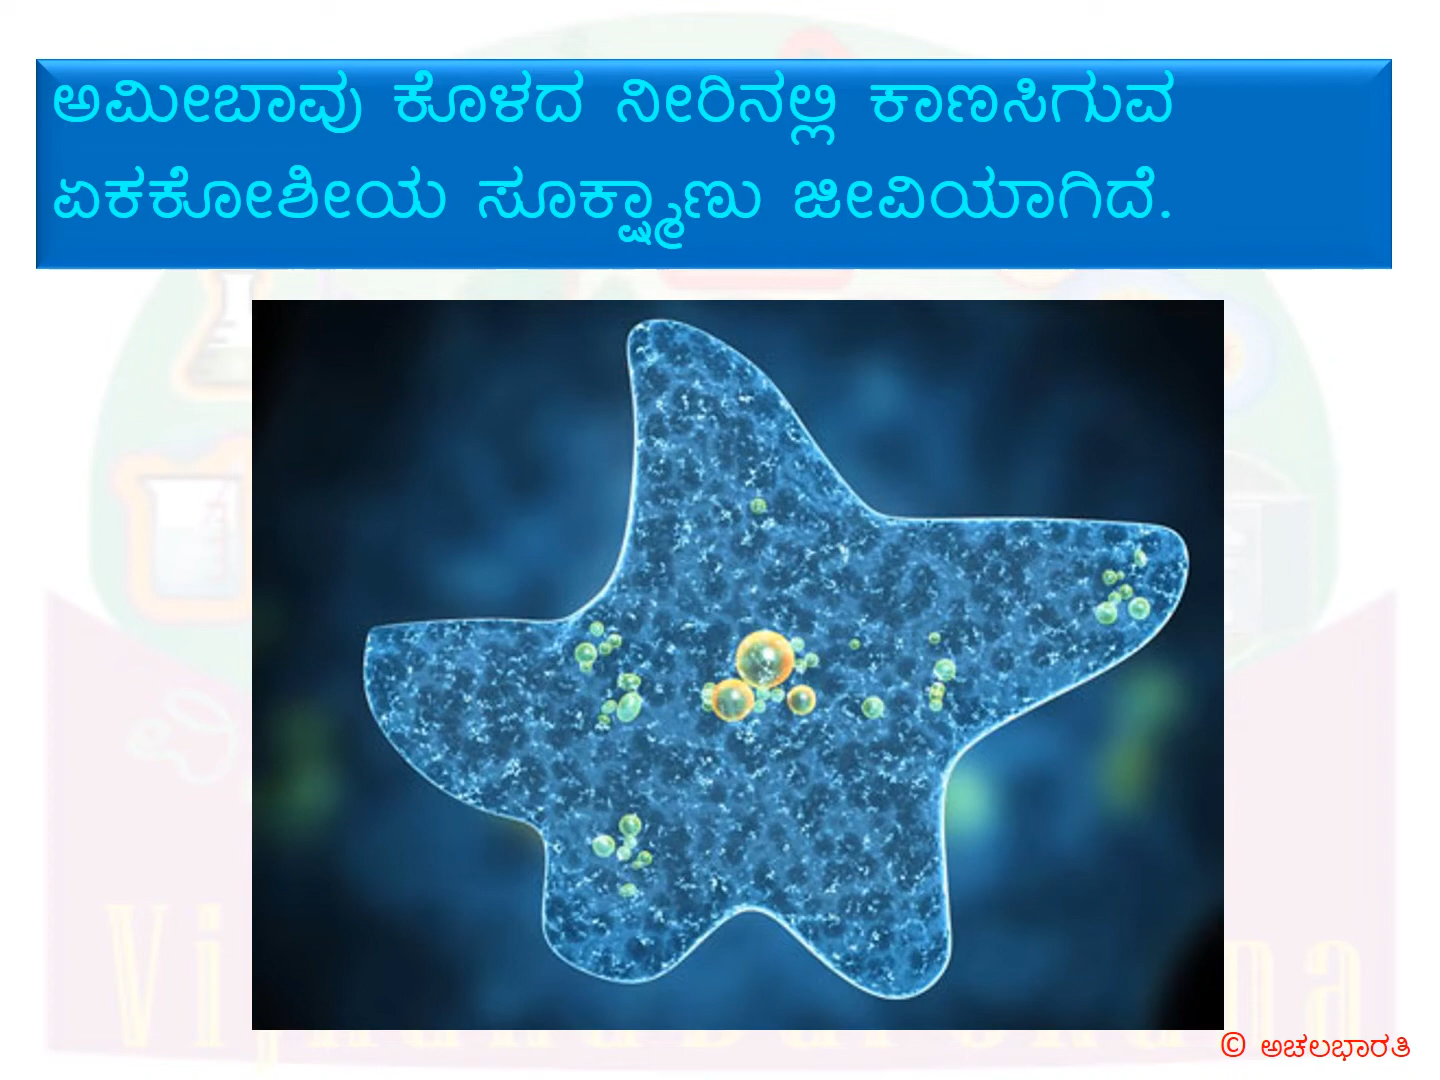 ಅಮೀಬಾವು ಕೊಳದ ನೀರಿನಲ್ಲಿ ಕಾಣಸಿಗುವ
ಏಕಕೋಶೀಯ ಸೂಕ್ಷ್ಮಾಣು ಜೀವಿಯಾಗಿದೆ.
© ಅಚಲಭಾರತಿ